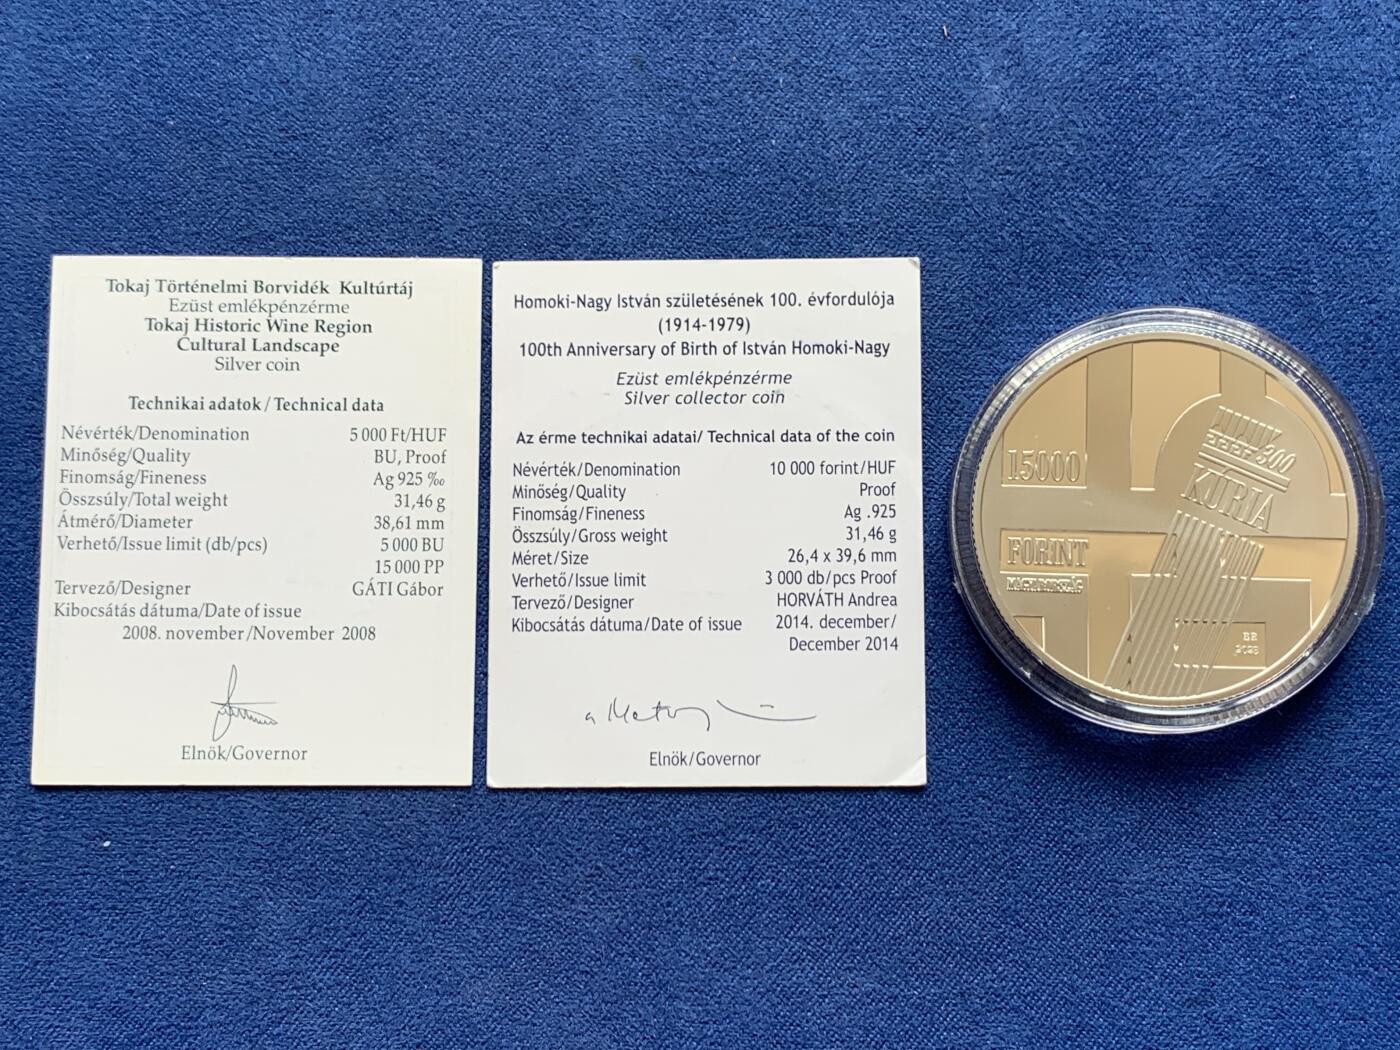 Tokaj Történelmi Borvidék Kultúrtáj
Ezüst emlékpénzérme
Tokaj Historic Wine Region
Cultural Landscape
Silver coin
Technikai adatok / Technical data
Névérték/Denomination 5 000 Ft/HUF
Minőség/Quality BU, Proof
Finomság/Fineness Ag 925 ‰
Összsúly/Total weight 31,46 g
Átmérő/Diameter 38,61 mm
Verhető/Issue limit (db/pcs) 5 000 BU
15 000 PP
Tervező/Designer GÁTI Gábor
Kibocsátás dátuma/Date of issue
2008. november/November 2008
Elnök/Governor
Homoki-Nagy István születésének 100. évfordulója
(1914-1979)
100th Anniversary of Birth of István Homoki-Nagy
Ezüst emlékpénzérme
Silver collector coin
Az érme technikai adatai/ Technical data of the coin
Névérték/Denomination 10 000 forint/HUF
Minőség/Quality Proof
Finomság/Fineness Ag .925
Összsúly/Gross weight 31,46 g
Méret/Size 26,4 x 39,6 mm
Verhető/Issue limit 3 000 db/pcs Proof
Tervező/Designer HORVÁTH Andrea
Kibocsátás dátuma/Date of issue 2014. december/
December 2014
Elnök/Governor
15000
FORINT
MAGYARORSZÁG
300
KÚRIA
BP.
2023